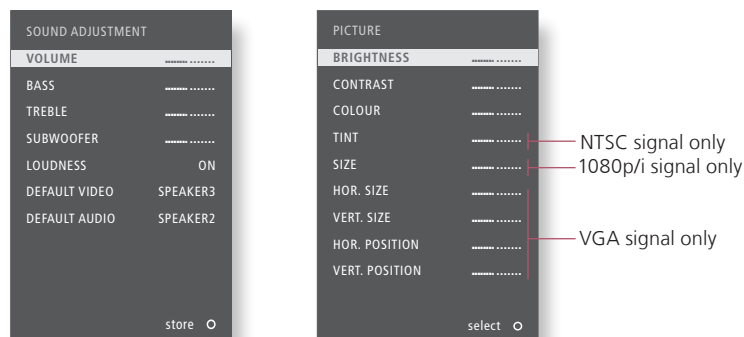 SOUND ADJUSTMENT
VOLUME
BASS
TREBLE
SUBWOOFER
LOUDNESS ON
DEFAULT VIDEO SPEAKER3
DEFAULT AUDIO SPEAKER2
store
PICTURE
BRIGHTNESS
CONTRAST
COLOUR
TINT
SIZE
HOR. SIZE
VERT. SIZE
HOR. POSITION
VERT. POSITION
select
NTSC signal only
1080p/i signal only
VGA signal only